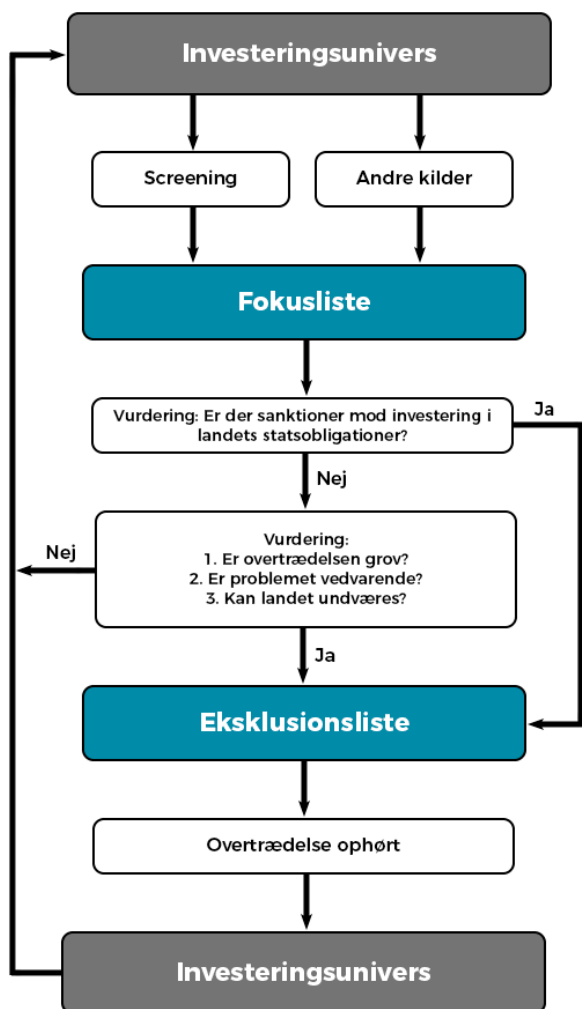 Investeringsunivers
Screening
Andre kilder
Fokusliste
Vurdering: Er der sanktioner mod investering i
landets statsobligationer?
Ja
Nej
Vurdering:
1. Er overtrædelsen grov?
2. Er problemet vedvarende?
3. Kan landet undværes?
Nej
Ja
Eksklusionsliste
Overtrædelse ophørt
Investeringsunivers